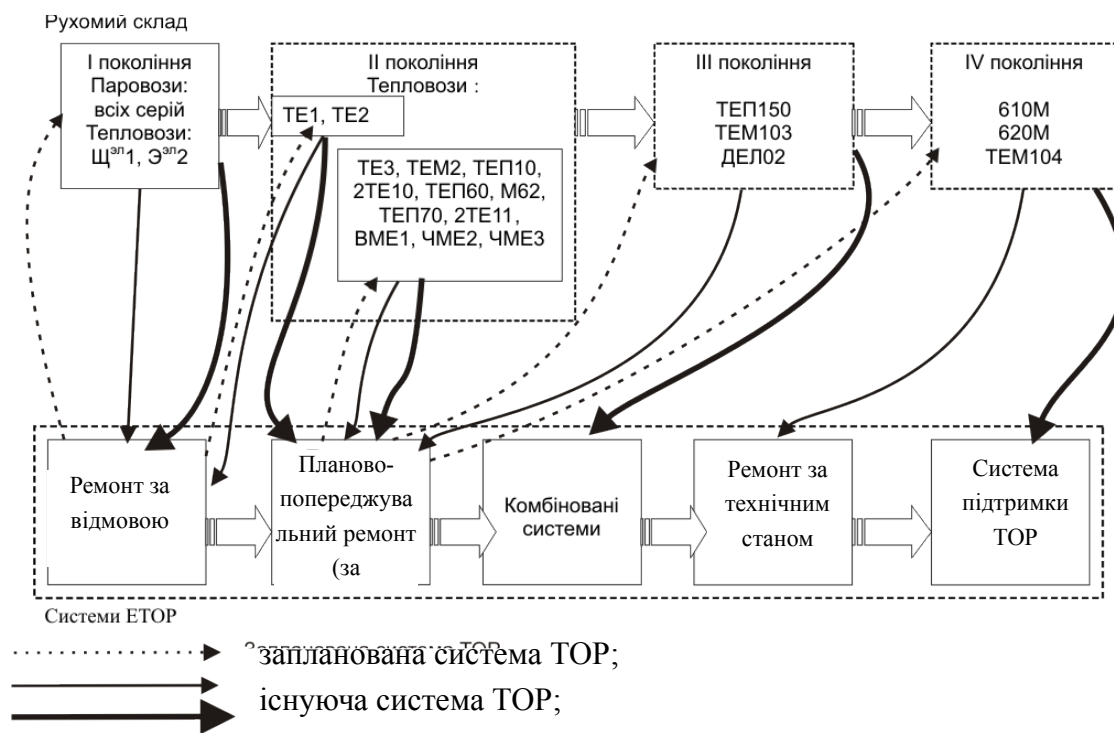 Рухомий склад
I покоління
Паровози:
всіх серій
Тепловози:
Щэл1, Ээл2
II покоління
Тепловози :
ТЕ1, ТЕ2
ТЕ3, ТЕМ2, ТЕП10,
2ТЕ10, ТЕП60, М62,
ТЕП70, 2ТЕ11,
ВМЕ1, ЧМЕ2, ЧМЕ3
III покоління
ТЕП150
ТЕМ103
ДЕЛ02
IV покоління
610М
620М
ТЕМ104
Ремонт за
відмовою
Планово-
попереджува
льний ремонт
(за
Комбіновані
системи
Ремонт за
технічним
станом
Система
підтримки
ТОР
Системи ЕТОР
запланована система ТОР;
існуюча система ТОР;